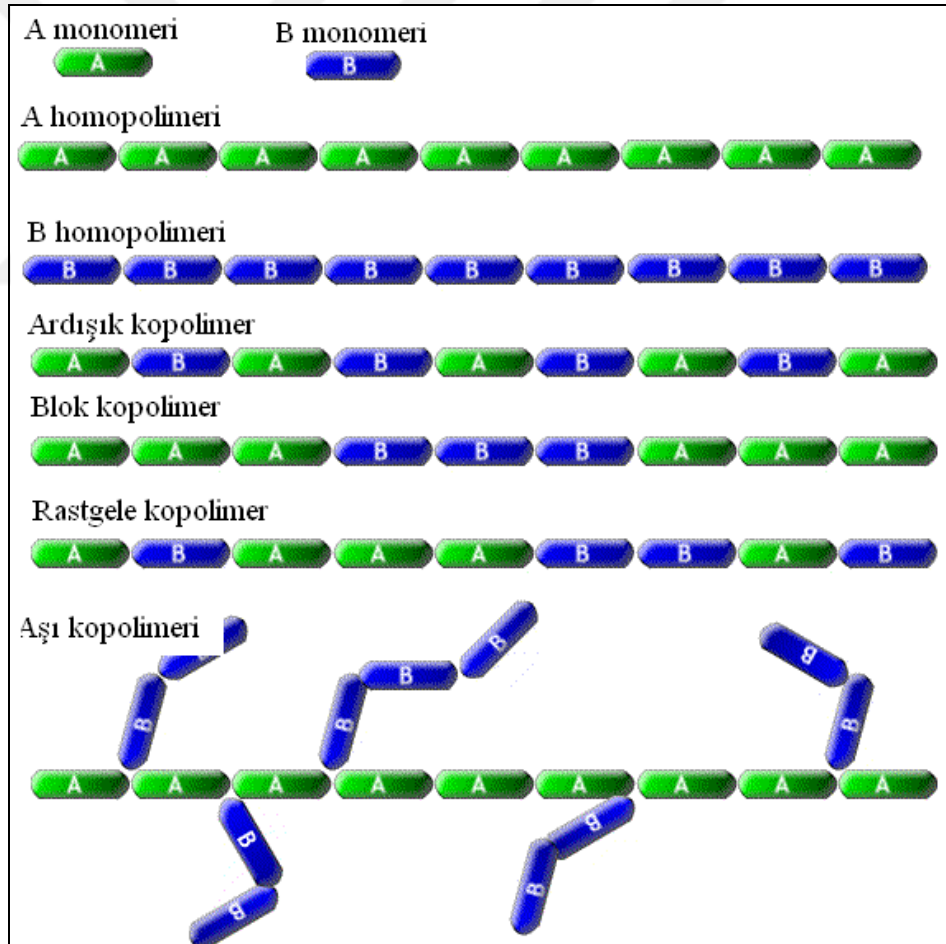 A monomeri B monomeri
A B
A homopolimeri
A A A A A A A A A
B homopolimeri
B B B B B B B B B
Ardışık kopolimer
A B A B A B A B A
Blok kopolimer
A A A B B B A A A
Rastgele kopolimer
A B A A A B B A B
Aşı kopolimeri
B B
B
B B B
A A A A A A A A A
B B
B B